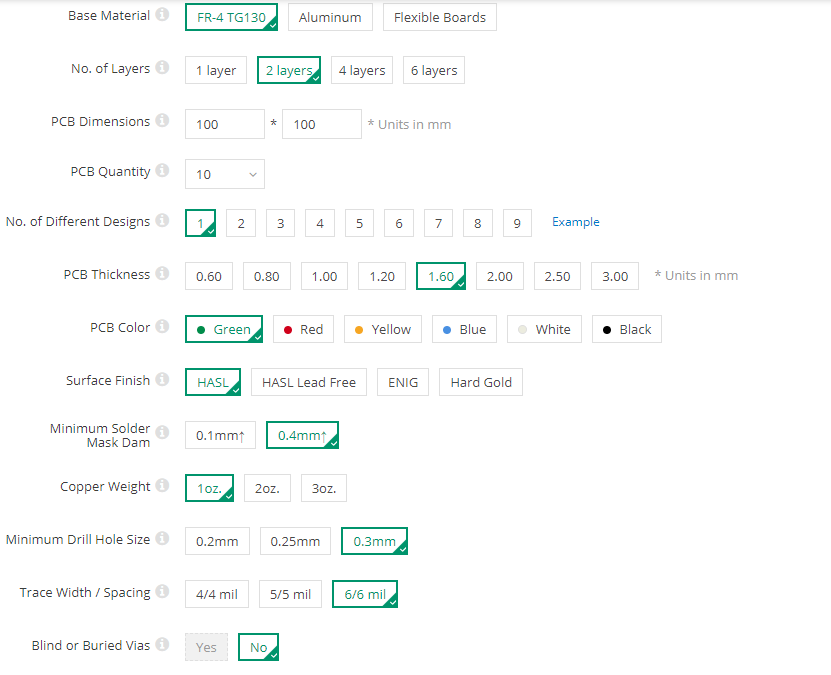 Base Material FR-4 TG130 Aluminum Flexible Boards
No. of Layers 1 layer 2 layers 4 layers 6 layers
PCB Dimensions 100 * 100 * Units in mm
PCB Quantity 10
No. of Different Designs 1 2 3 4 5 6 7 8 9 Example
PCB Thickness 0.60 0.80 1.00 1.20 1.60 2.00 2.50 3.00 * Units in mm
PCB Color Green Red Yellow Blue White Black
Surface Finish HASL HASL Lead Free ENIG Hard Gold
Minimum Solder
Mask Dam 0.1mm↑ 0.4mm↑
Copper Weight 1oz. 2oz. 3oz.
Minimum Drill Hole Size 0.2mm 0.25mm 0.3mm
Trace Width / Spacing 4/4 mil 5/5 mil 6/6 mil
Blind or Buried Vias Yes No